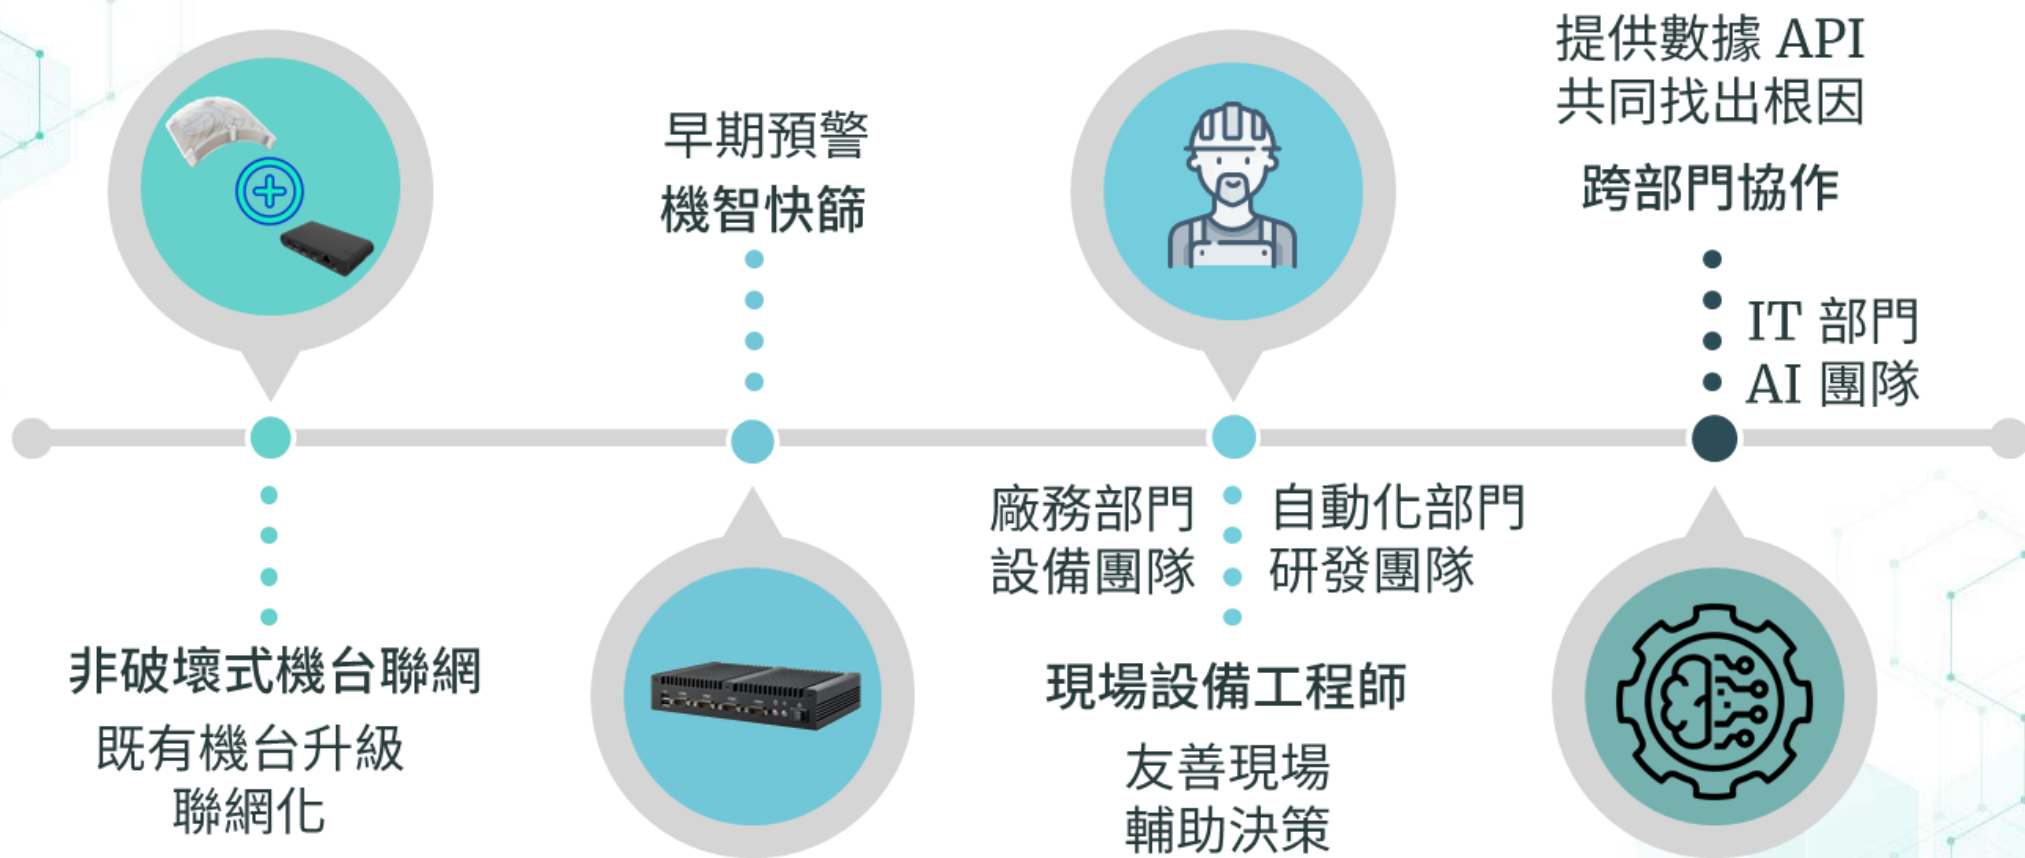 非破壞式機台聯網
既有機台升級
聯網化
早期預警
機智快篩
廠務部門
設備團隊
自動化部門
研發團隊
現場設備工程師
友善現場
輔助決策
提供數據 API
共同找出根因
跨部門協作
IT 部門
AI 團隊